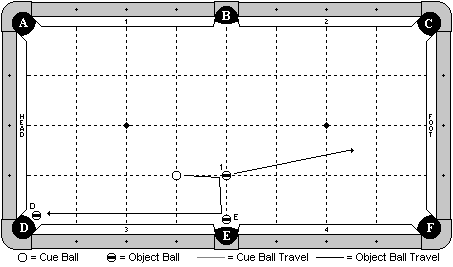 A B C
1 2
HEAD FOOT
1
D E
D E F
3 4
= Cue Ball = Object Ball = Cue Ball Travel = Object Ball Travel